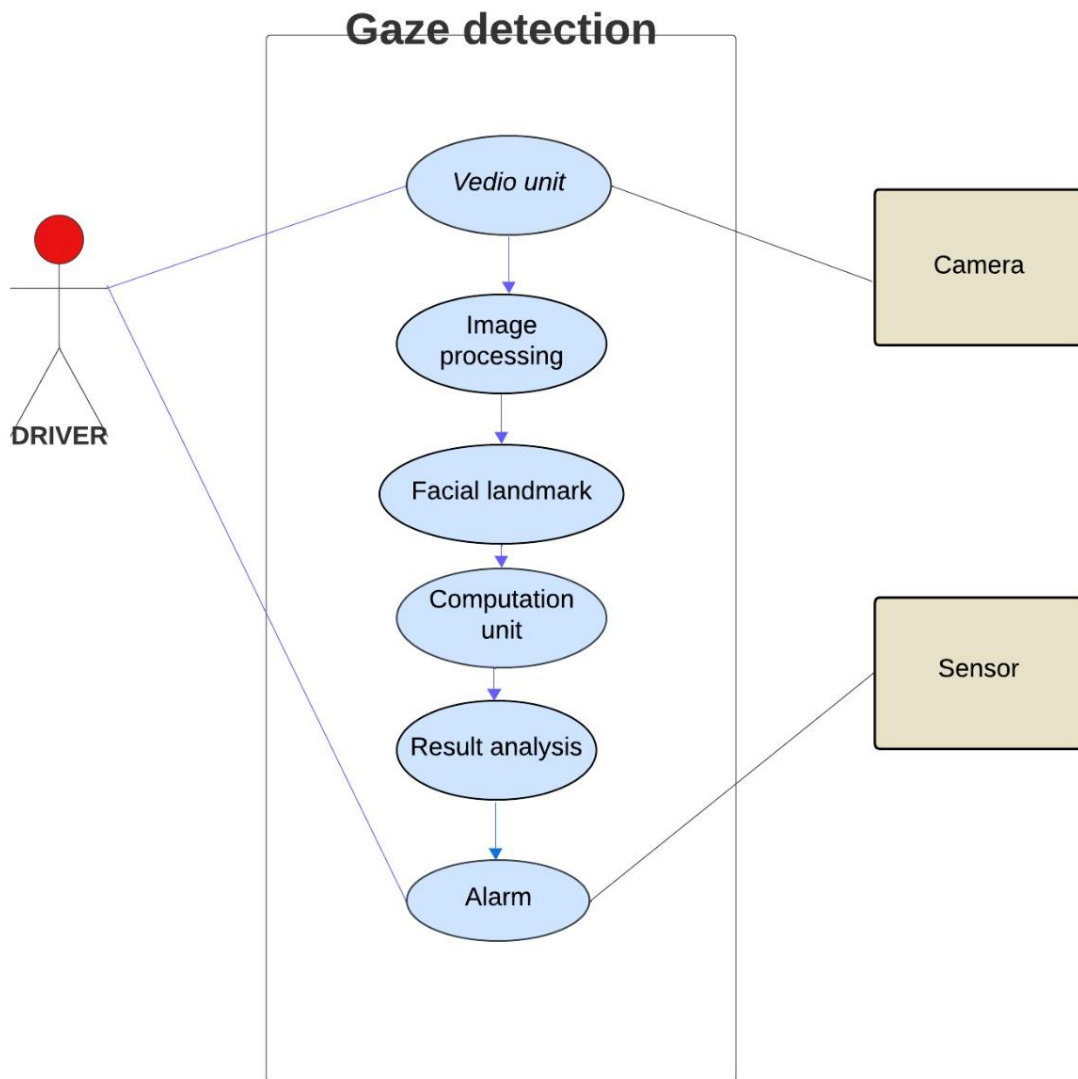 Gaze detection
Vedio unit
Camera
Image
processing
DRIVER
Facial landmark
Computation
unit
Sensor
Result analysis
Alarm